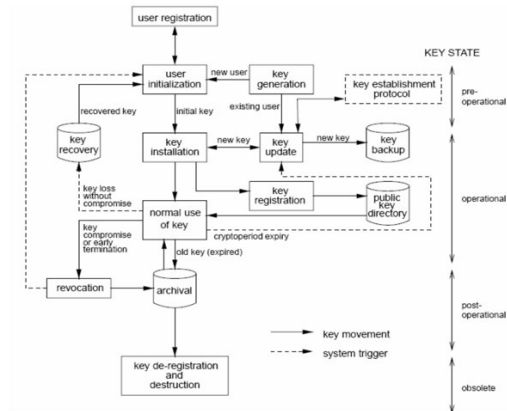 user registration
KEY STATE
user
initialization
new user
key
generation
key establishment
protocol
pre-
operational
recovered key
initial key
existing user
key
recovery
key
installation
new key
key
update
new key
key
backup
key loss
without
compromise
key
registration
public
key
directory
operational
normal use
of key
cryptoperiod expiry
key
compromise
or early
termination
old key (expired)
revocation
archival
post-
operational
key movement
system trigger
key de-registration
and
destruction
obsolete